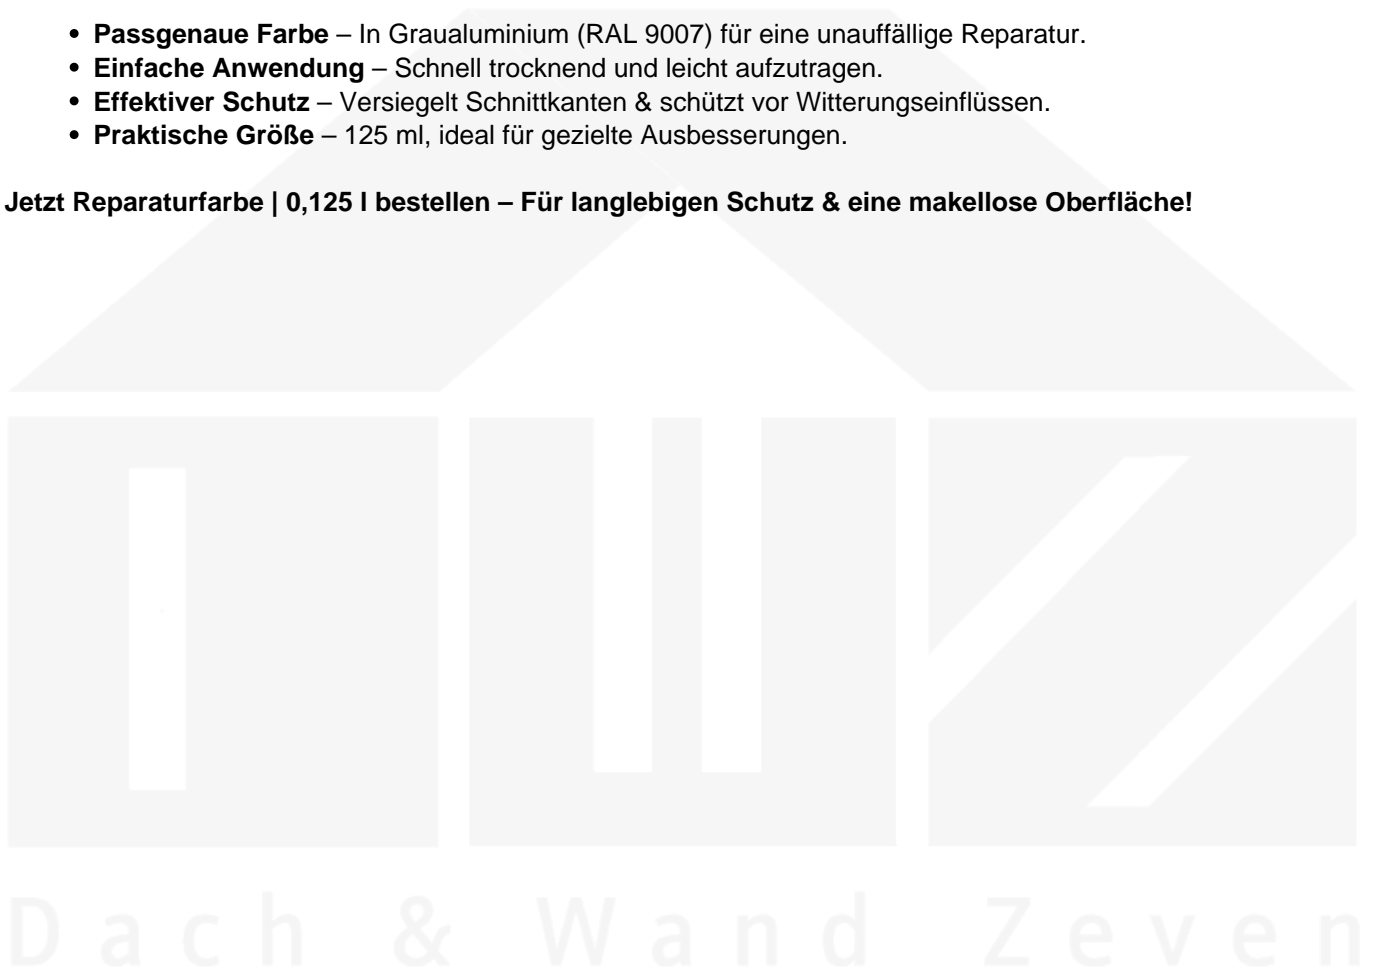 • Passgenaue Farbe – In Graualuminium (RAL 9007) für eine unauffällige Reparatur.
• Einfache Anwendung – Schnell trocknend und leicht aufzutragen.
• Effektiver Schutz – Versiegelt Schnittkanten & schützt vor Witterungseinflüssen.
• Praktische Größe – 125 ml, ideal für gezielte Ausbesserungen.
Jetzt Reparaturfarbe | 0,125 l bestellen – Für langlebigen Schutz & eine makellose Oberfläche!
Dach & Wand Zeven